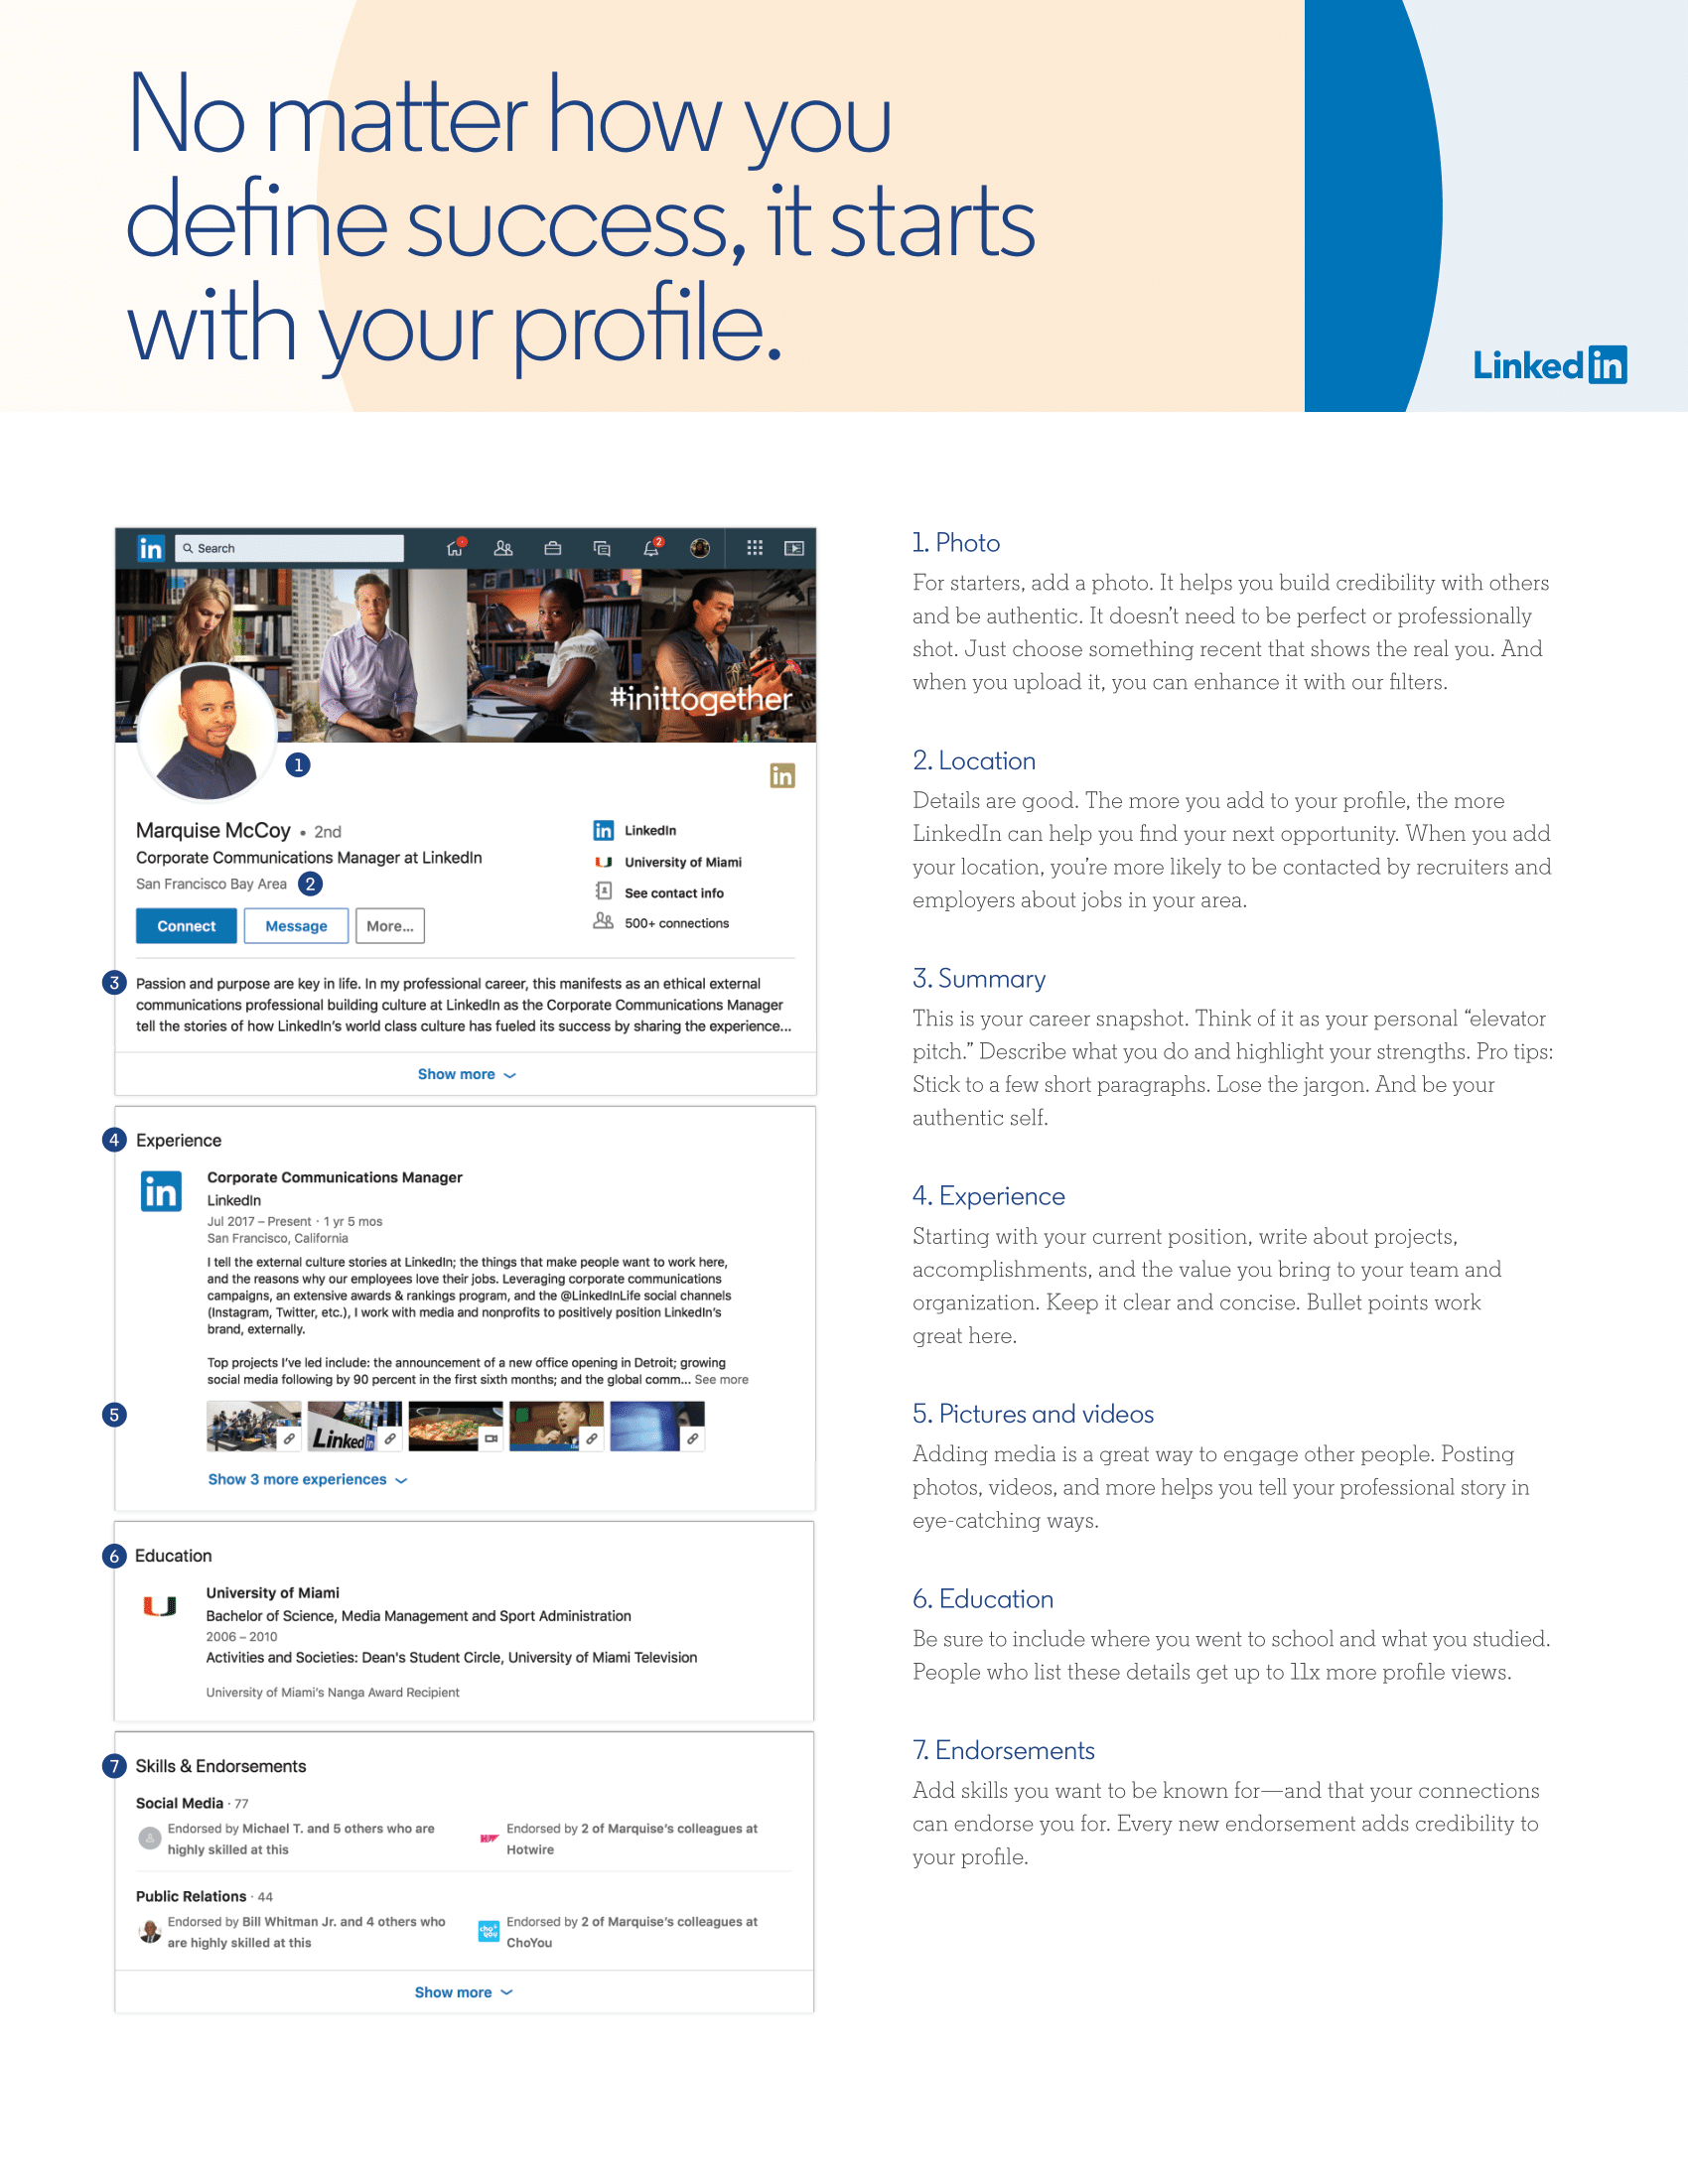 No matter how you
define success, it starts
with your profile.
Linked in
in
Search
2
#inittogether
1
in
Marquise McCoy • 2nd
Corporate Communications Manager at LinkedIn
San Francisco Bay Area 2
Connect
Message
More...
in LinkedIn
University of Miami
See contact info
500+ connections
3 Passion and purpose are key in life. In my professional career, this manifests as an ethical external
communications professional building culture at LinkedIn as the Corporate Communications Manager
tell the stories of how LinkedIn's world class culture has fueled its success by sharing the experience...
Show more
4 Experience
in
Corporate Communications Manager
LinkedIn
Jul 2017 – Present · 1 yr 5 mos
San Francisco, California
I tell the external culture stories at LinkedIn; the things that make people want to work here,
and the reasons why our employees love their jobs. Leveraging corporate communications
campaigns, an extensive awards & rankings program, and the @LinkedInLife social channels
(Instagram, Twitter, etc.), I work with media and nonprofits to positively position LinkedIn's
brand, externally.
Top projects I've led include: the announcement of a new office opening in Detroit; growing
social media following by 90 percent in the first sixth months; and the global comm... See more
5
Linked in
Show 3 more experiences
6 Education
University of Miami
Bachelor of Science, Media Management and Sport Administration
2006 – 2010
Activities and Societies: Dean's Student Circle, University of Miami Television
University of Miami's Nanga Award Recipient
7 Skills & Endorsements
Social Media · 77
Endorsed by Michael T. and 5 others who are
highly skilled at this
Endorsed by 2 of Marquise's colleagues at
Hotwire
Public Relations · 44
Endorsed by Bill Whitman Jr. and 4 others who
are highly skilled at this
cho you
Endorsed by 2 of Marquise's colleagues at
ChoYou
Show more
1. Photo
For starters, add a photo. It helps you build credibility with others
and be authentic. It doesn't need to be perfect or professionally
shot. Just choose something recent that shows the real you. And
when you upload it, you can enhance it with our filters.
2. Location
Details are good. The more you add to your profile, the more
LinkedIn can help you find your next opportunity. When you add
your location, you're more likely to be contacted by recruiters and
employers about jobs in your area.
3. Summary
This is your career snapshot. Think of it as your personal “elevator
pitch.” Describe what you do and highlight your strengths. Pro tips:
Stick to a few short paragraphs. Lose the jargon. And be your
authentic self.
4. Experience
Starting with your current position, write about projects,
accomplishments, and the value you bring to your team and
organization. Keep it clear and concise. Bullet points work
great here.
5. Pictures and videos
Adding media is a great way to engage other people. Posting
photos, videos, and more helps you tell your professional story in
eye-catching ways.
6. Education
Be sure to include where you went to school and what you studied.
People who list these details get up to 11x more profile views.
7. Endorsements
Add skills you want to be known for—and that your connections
can endorse you for. Every new endorsement adds credibility to
your profile.